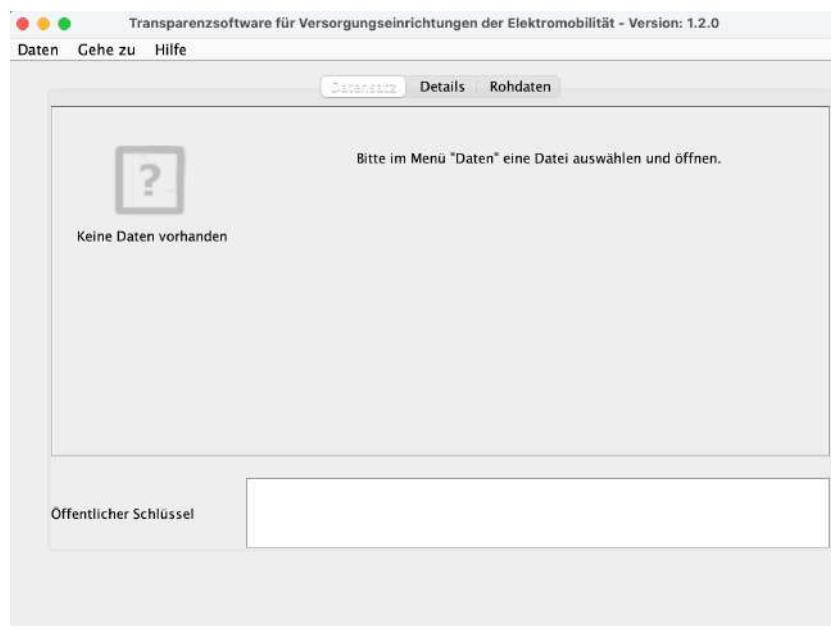 Transparenzsoftware für Versorgungseinrichtungen der Elektromobilität - Version: 1.2.0
Daten Gehe zu Hilfe
Datensatz Details Rohdaten
?
Bitte im Menü "Daten" eine Datei auswählen und öffnen.
Keine Daten vorhanden
Öffentlicher Schlüssel